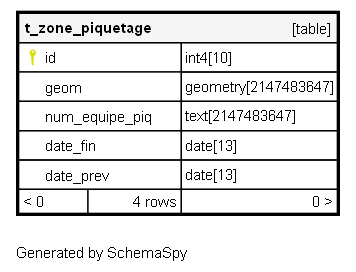 t_zone_piquetage [table]
id int4[10]
geom geometry[2147483647]
num_equipe_piq text[2147483647]
date_fin date[13]
date_prev date[13]
< 0 4 rows 0 >
Generated by SchemaSpy